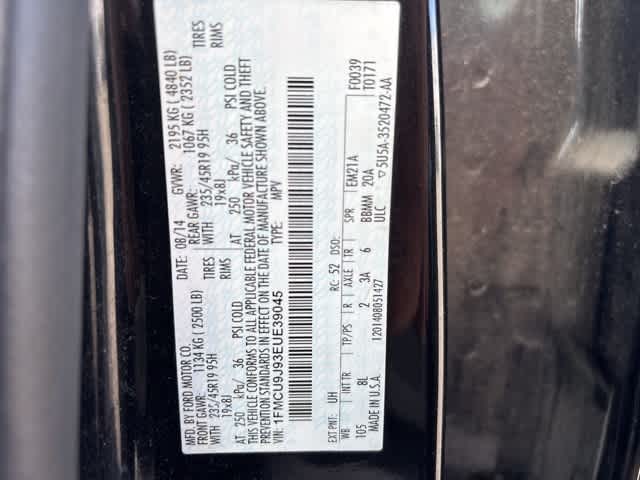 MFD. BY FORD MOTOR CO.
DATE: 08/14 GVWR: 2195 KG ( 4840 LB)
FRONT GAWR: 1134 KG ( 2500 LB) REAR GAWR: 1067 KG ( 2352 LB)
WITH 235/45R19 95H TIRES WITH 235/45R19 95H TIRES
19x8J RIMS 19x8J RIMS
AT 250 kPa/ 36 PSI COLD AT 250 kPa/ 36 PSI COLD
THIS VEHICLE CONFORMS TO ALL APPLICABLE FEDERAL MOTOR VEHICLE SAFETY AND THEFT
PREVENTION STANDARDS IN EFFECT ON THE DATE OF MANUFACTURE SHOWN ABOVE.
VIN: 1FMCU9J93EUE39045 TYPE: MPV
F0039
T0171
EXT PNT: UH RC: 52 DSO:
WB INT TR TP/PS R AXLE TR SPR EM21A
105 8L 2 3A 6 BBMM 20A
MADE IN U.S.A. ULC ▽5U5A-3520472-AA
1201408051427